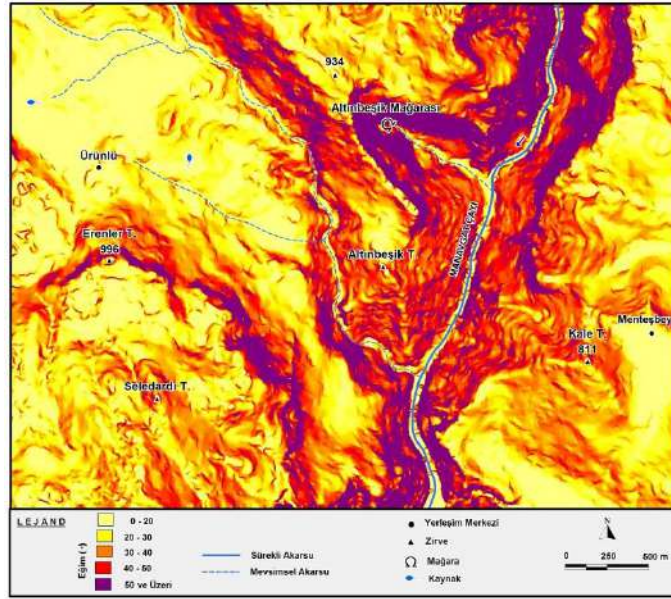 934
Altınbeşik Mağarası
Ürünlü
MANAVGAT ÇAYI
Erenler T.
996
Altınbeşik T.
Menteşbey
Kale T.
811
Seledardı T.
LEJAND
Eğim (°)
0 - 20
20 - 30
30 - 40
40 - 50
50 ve Üzeri
Sürekli Akarsu
Mevsimsel Akarsu
Yerleşim Merkezi
Zirve
Mağara
Kaynak
N
0 250 500 m